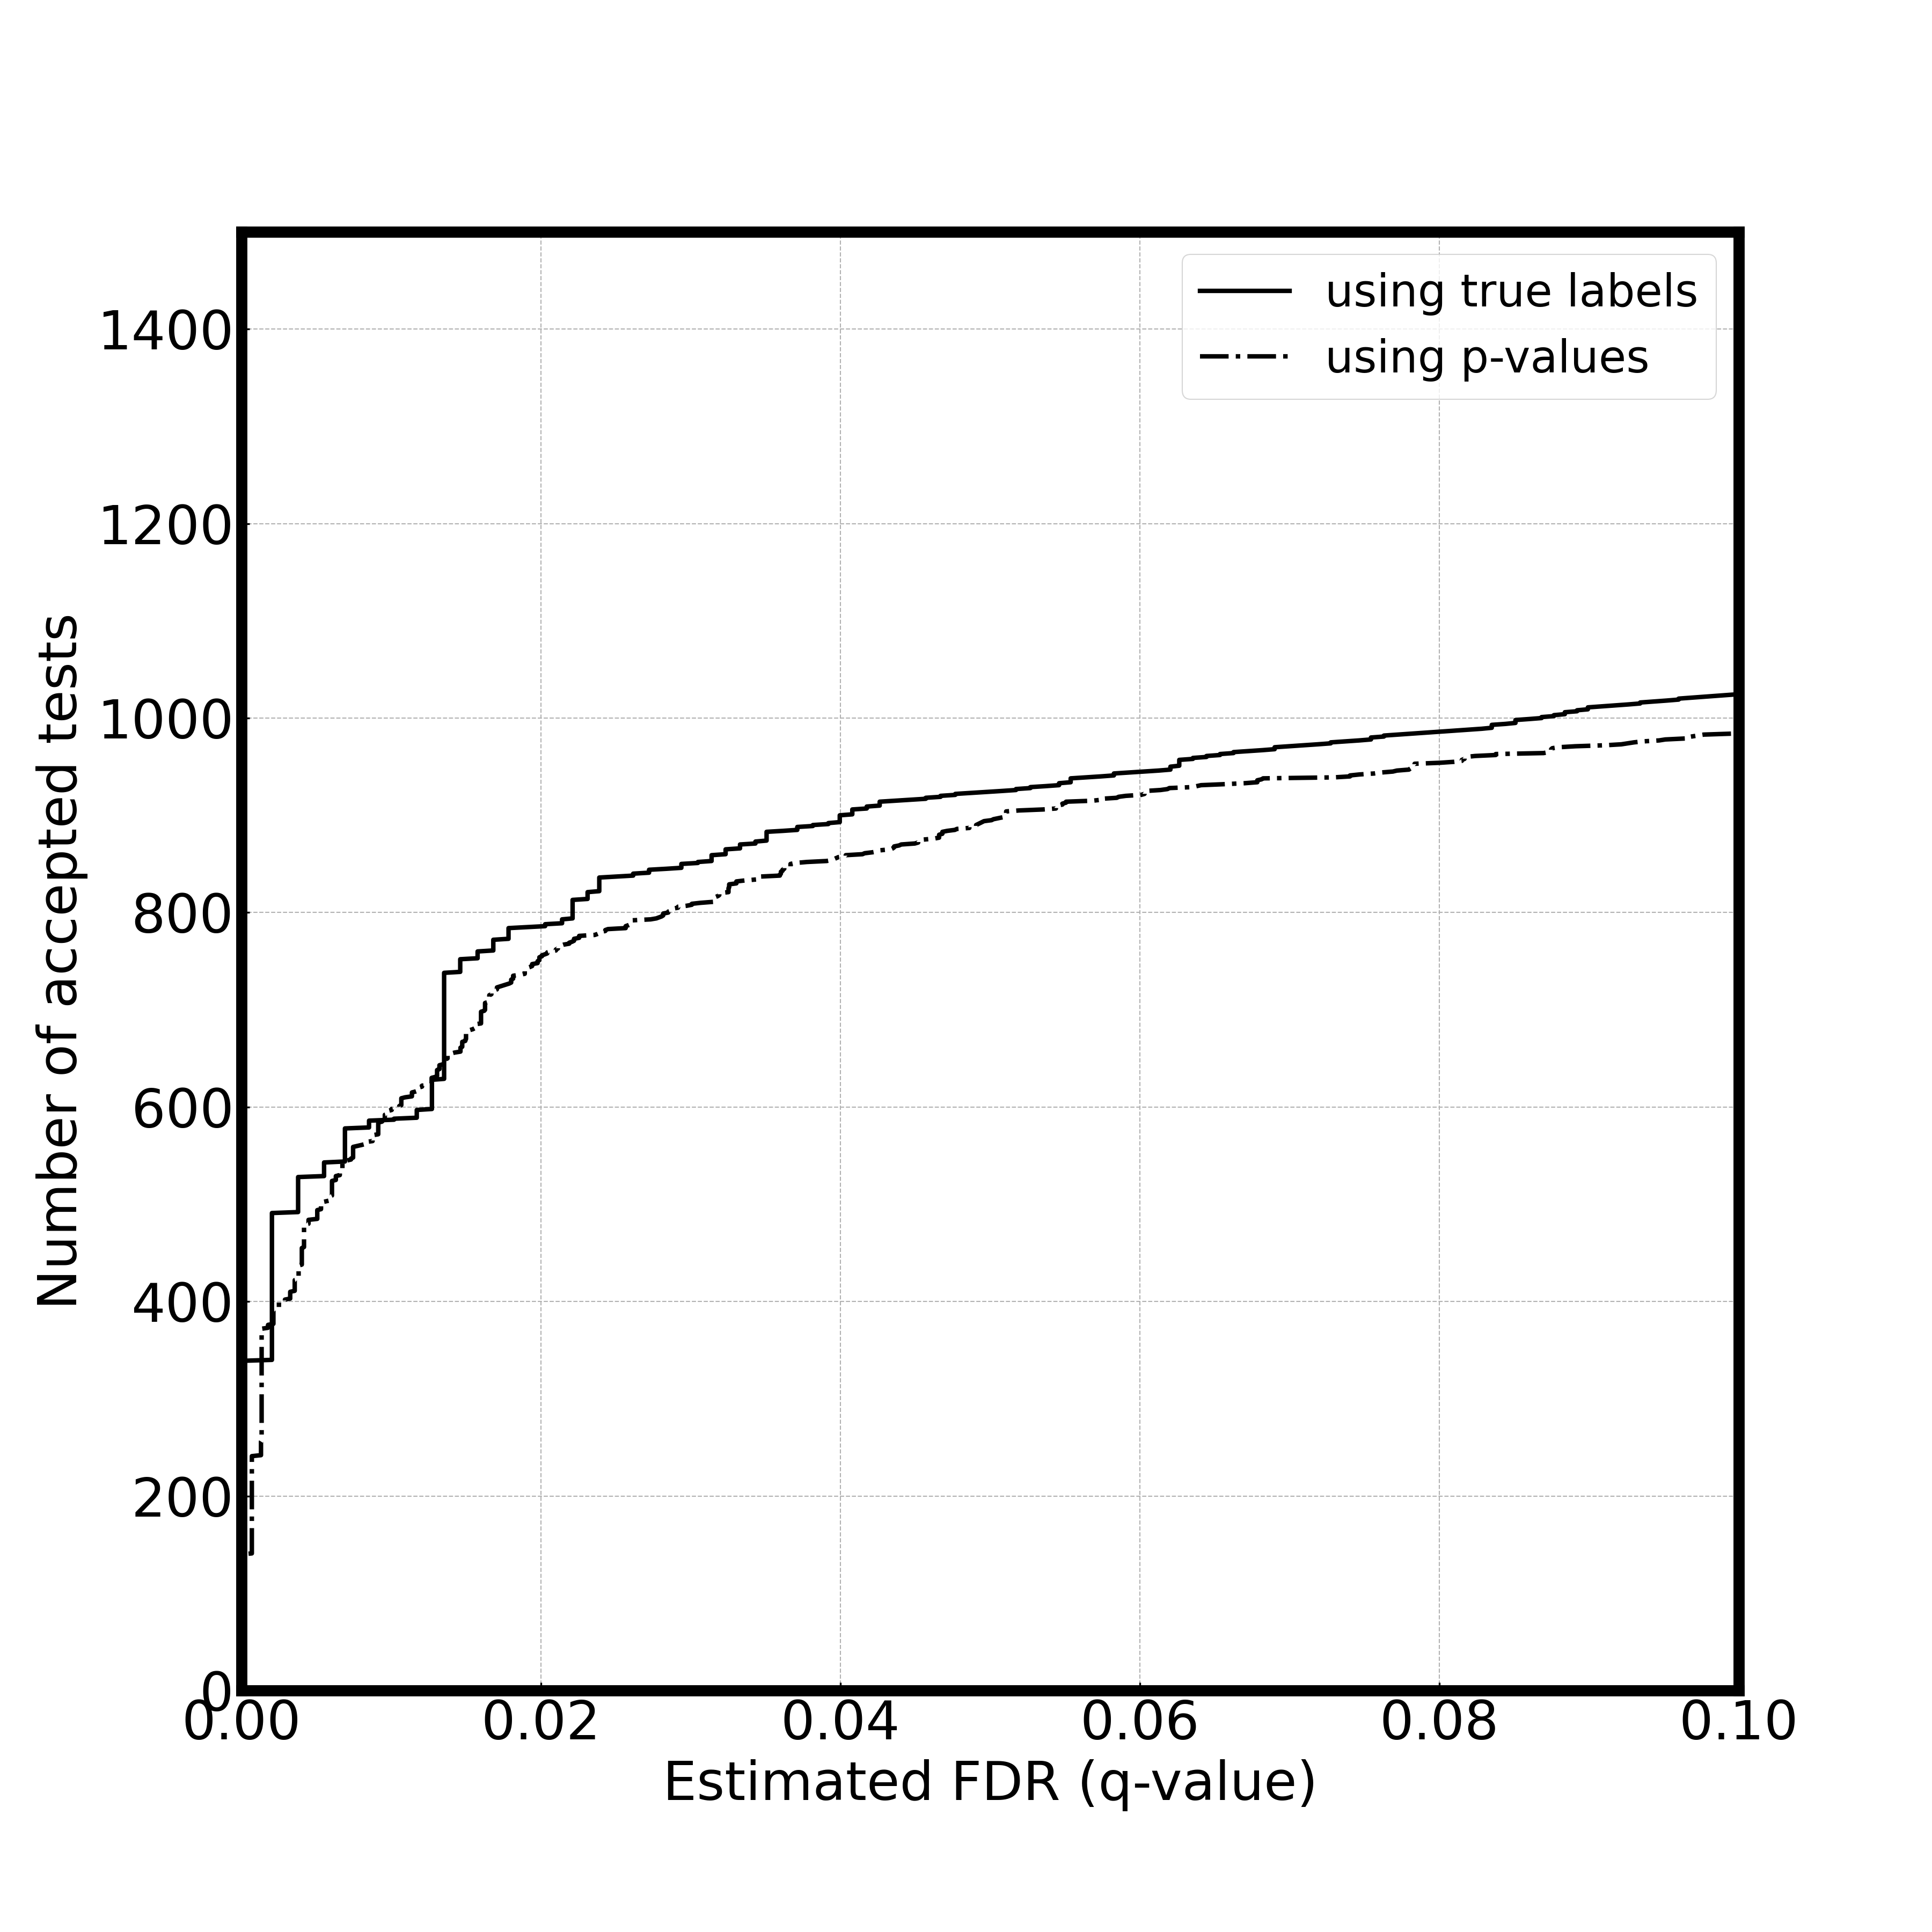 using true labels
using p-values
1400
1200
1000
800
600
400
200
0
Number of accepted tests
0.00 0.02 0.04 0.06 0.08 0.10
Estimated FDR (q-value)